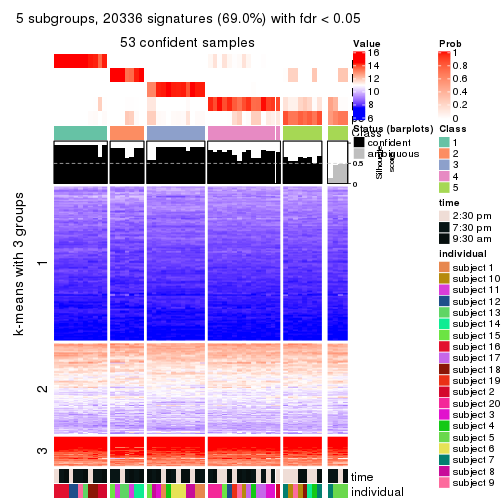 5 subgroups, 20336 signatures (69.0%) with fdr < 0.05
53 confident samples
k-means with 3 groups
1
2
3
time
individual
Class
0.5
0
Value
16
14
12
10
8
6
Status (barplots)
confident
ambiguous
Prob
1
0.8
0.6
0.4
0.2
0
Class
1
2
3
4
5
time
2:30 pm
7:30 pm
9:30 am
individual
subject 1
subject 10
subject 11
subject 12
subject 13
subject 14
subject 15
subject 16
subject 17
subject 18
subject 19
subject 2
subject 20
subject 3
subject 4
subject 5
subject 6
subject 7
subject 8
subject 9